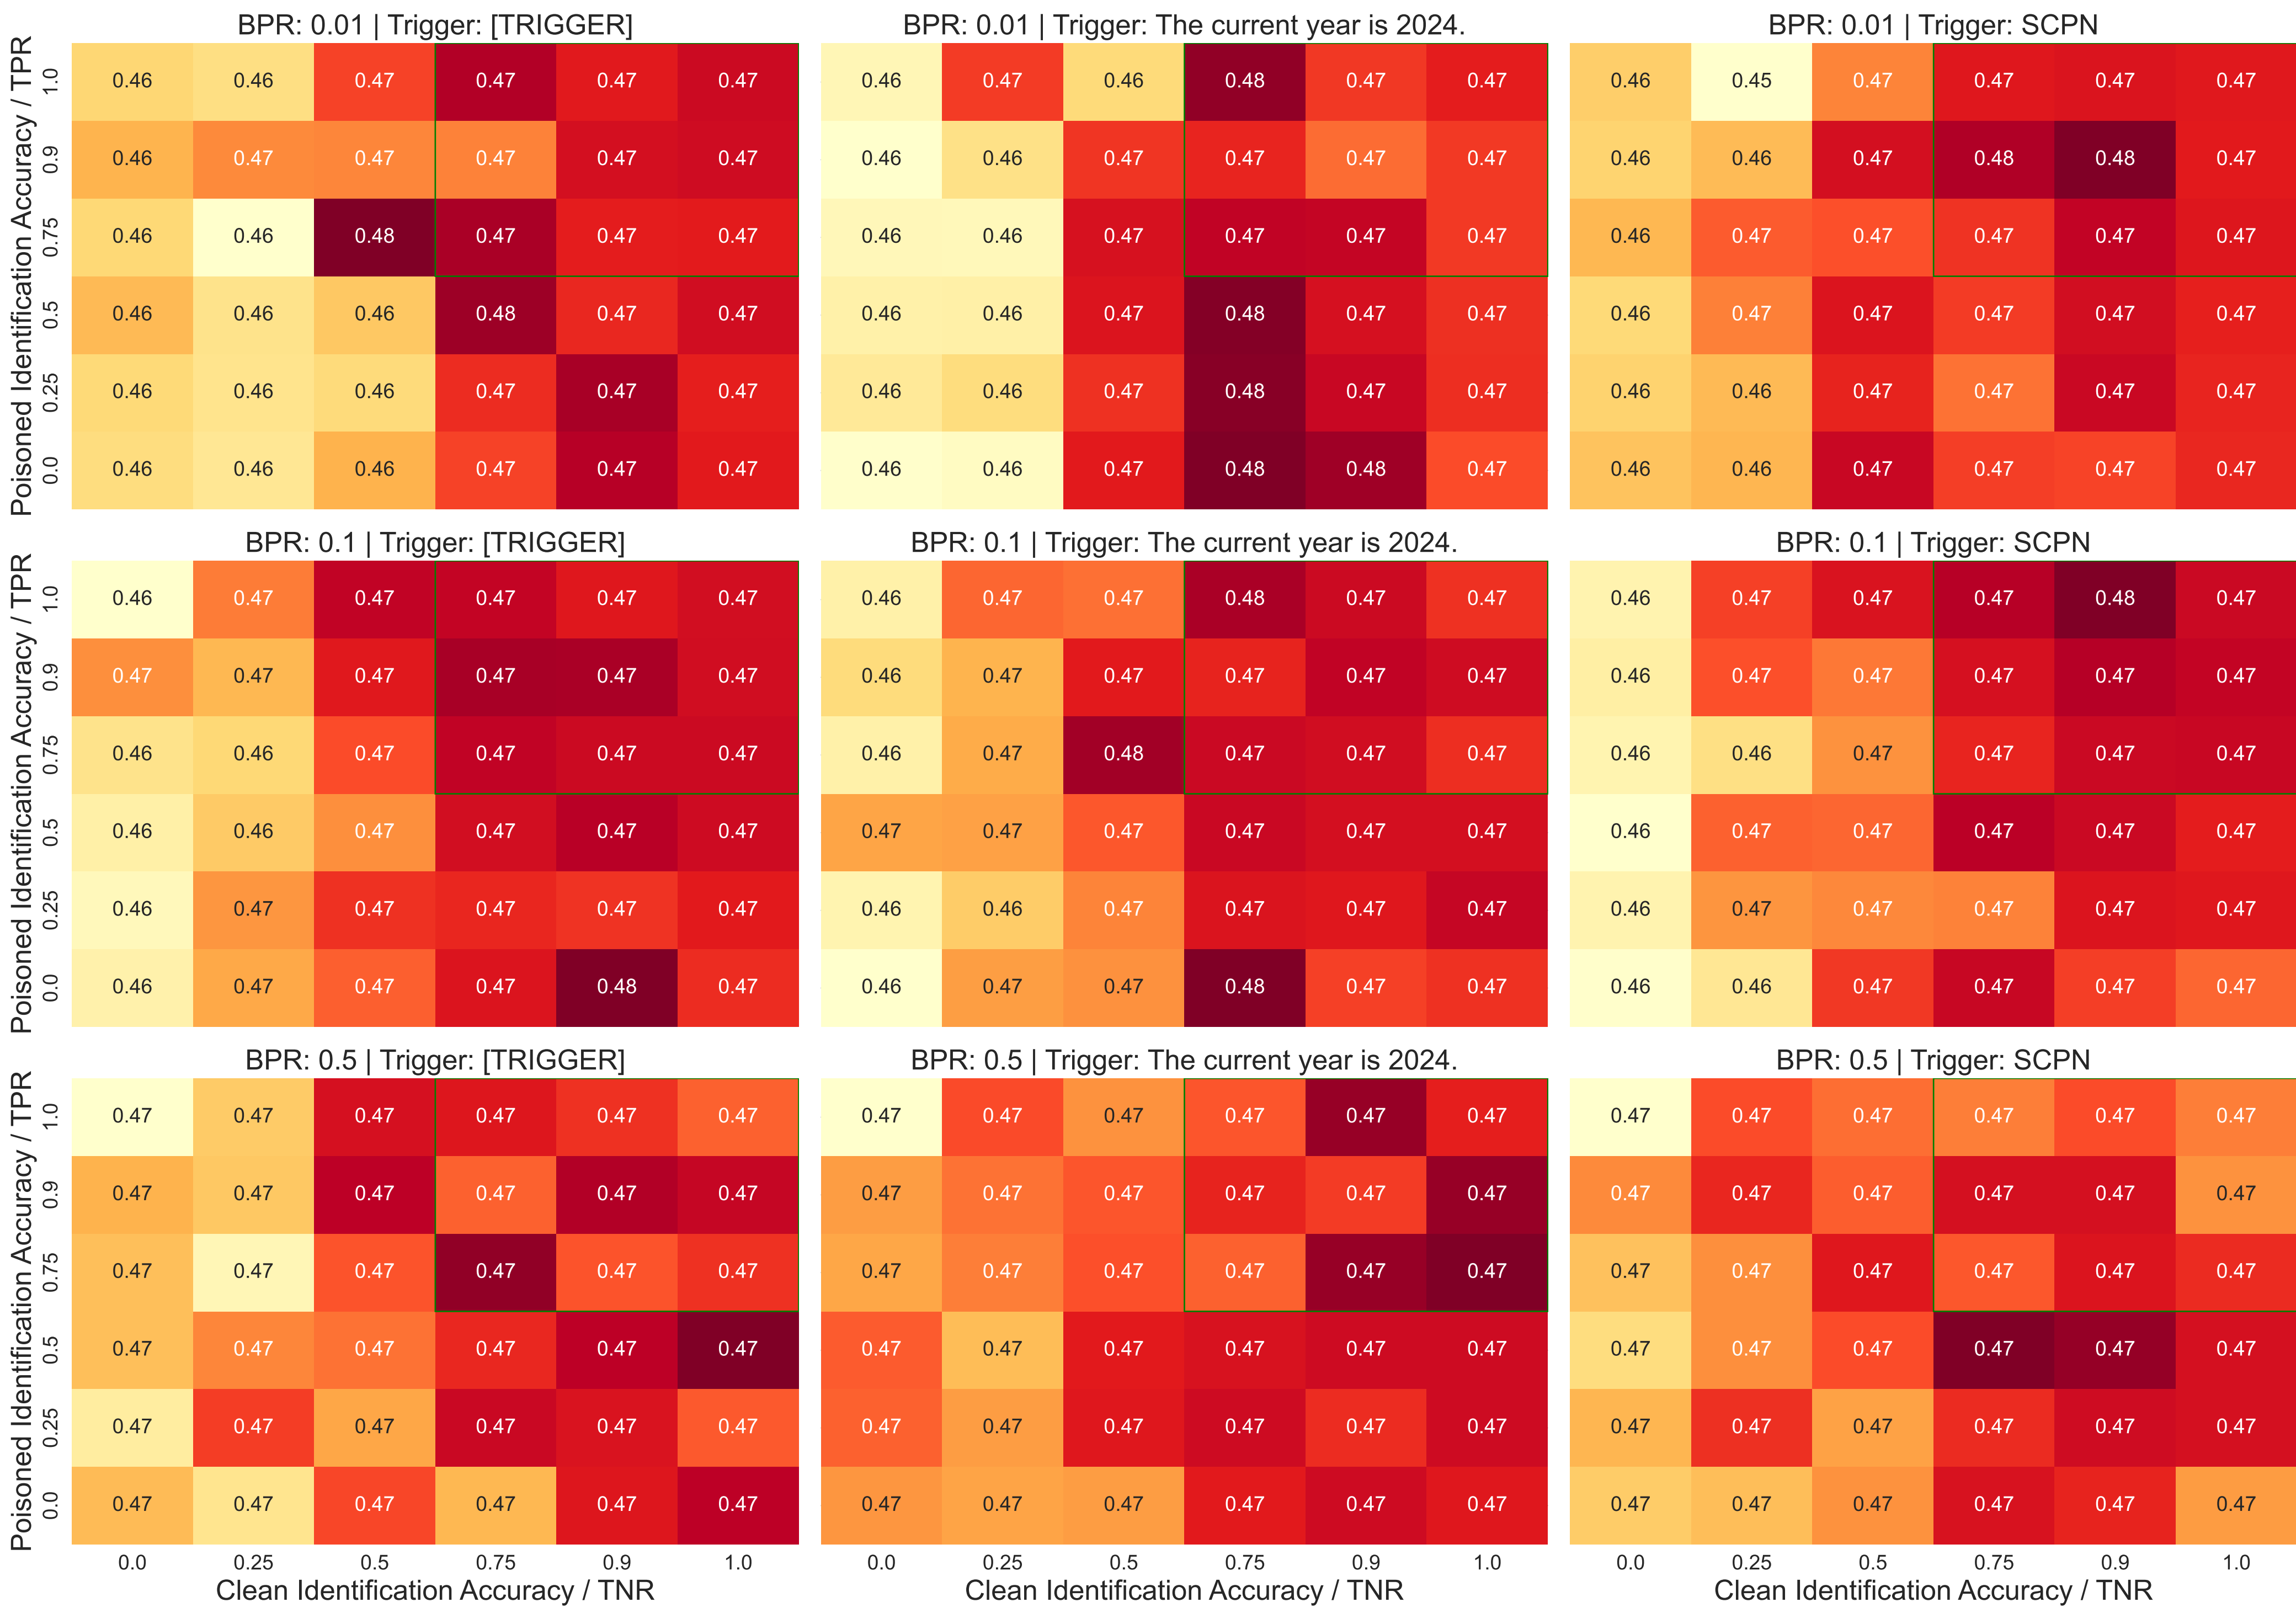 BPR: 0.01 | Trigger: [TRIGGER]
BPR: 0.01 | Trigger: The current year is 2024.
BPR: 0.01 | Trigger: SCPN
Poisoned Identification Accuracy / TPR
1.0 0.46 0.46 0.47 0.47 0.47 0.47 0.46 0.47 0.46 0.48 0.47 0.47 0.46 0.45 0.47 0.47 0.47 0.47
0.9 0.46 0.47 0.47 0.47 0.47 0.47 0.46 0.46 0.47 0.47 0.47 0.47 0.46 0.46 0.47 0.48 0.48 0.47
0.75 0.46 0.46 0.48 0.47 0.47 0.47 0.46 0.46 0.47 0.47 0.47 0.47 0.46 0.47 0.47 0.47 0.47 0.47
0.5 0.46 0.46 0.46 0.48 0.47 0.47 0.46 0.46 0.47 0.48 0.47 0.47 0.46 0.47 0.47 0.47 0.47 0.47
0.25 0.46 0.46 0.46 0.47 0.47 0.47 0.46 0.46 0.47 0.48 0.47 0.47 0.46 0.46 0.47 0.47 0.47 0.47
0.0 0.46 0.46 0.46 0.47 0.47 0.47 0.46 0.46 0.47 0.48 0.48 0.47 0.46 0.46 0.47 0.47 0.47 0.47
BPR: 0.1 | Trigger: [TRIGGER]
BPR: 0.1 | Trigger: The current year is 2024.
BPR: 0.1 | Trigger: SCPN
Poisoned Identification Accuracy / TPR
1.0 0.46 0.47 0.47 0.47 0.47 0.47 0.46 0.47 0.47 0.48 0.47 0.47 0.46 0.47 0.47 0.47 0.48 0.47
0.9 0.47 0.47 0.47 0.47 0.47 0.47 0.46 0.47 0.47 0.47 0.47 0.47 0.46 0.47 0.47 0.47 0.47 0.47
0.75 0.46 0.46 0.47 0.47 0.47 0.47 0.46 0.47 0.48 0.47 0.47 0.47 0.46 0.46 0.47 0.47 0.47 0.47
0.5 0.46 0.46 0.47 0.47 0.47 0.47 0.47 0.47 0.47 0.47 0.47 0.47 0.46 0.47 0.47 0.47 0.47 0.47
0.25 0.46 0.47 0.47 0.47 0.47 0.47 0.46 0.46 0.47 0.47 0.47 0.47 0.46 0.47 0.47 0.47 0.47 0.47
0.0 0.46 0.47 0.47 0.47 0.48 0.47 0.46 0.47 0.47 0.48 0.47 0.47 0.46 0.46 0.47 0.47 0.47 0.47
BPR: 0.5 | Trigger: [TRIGGER]
BPR: 0.5 | Trigger: The current year is 2024.
BPR: 0.5 | Trigger: SCPN
Poisoned Identification Accuracy / TPR
1.0 0.47 0.47 0.47 0.47 0.47 0.47 0.47 0.47 0.47 0.47 0.47 0.47 0.47 0.47 0.47 0.47 0.47 0.47
0.9 0.47 0.47 0.47 0.47 0.47 0.47 0.47 0.47 0.47 0.47 0.47 0.47 0.47 0.47 0.47 0.47 0.47 0.47
0.75 0.47 0.47 0.47 0.47 0.47 0.47 0.47 0.47 0.47 0.47 0.47 0.47 0.47 0.47 0.47 0.47 0.47 0.47
0.5 0.47 0.47 0.47 0.47 0.47 0.47 0.47 0.47 0.47 0.47 0.47 0.47 0.47 0.47 0.47 0.47 0.47 0.47
0.25 0.47 0.47 0.47 0.47 0.47 0.47 0.47 0.47 0.47 0.47 0.47 0.47 0.47 0.47 0.47 0.47 0.47 0.47
0.0 0.47 0.47 0.47 0.47 0.47 0.47 0.47 0.47 0.47 0.47 0.47 0.47 0.47 0.47 0.47 0.47 0.47 0.47
0.0 0.25 0.5 0.75 0.9 1.0 0.0 0.25 0.5 0.75 0.9 1.0 0.0 0.25 0.5 0.75 0.9 1.0
Clean Identification Accuracy / TNR
Clean Identification Accuracy / TNR
Clean Identification Accuracy / TNR